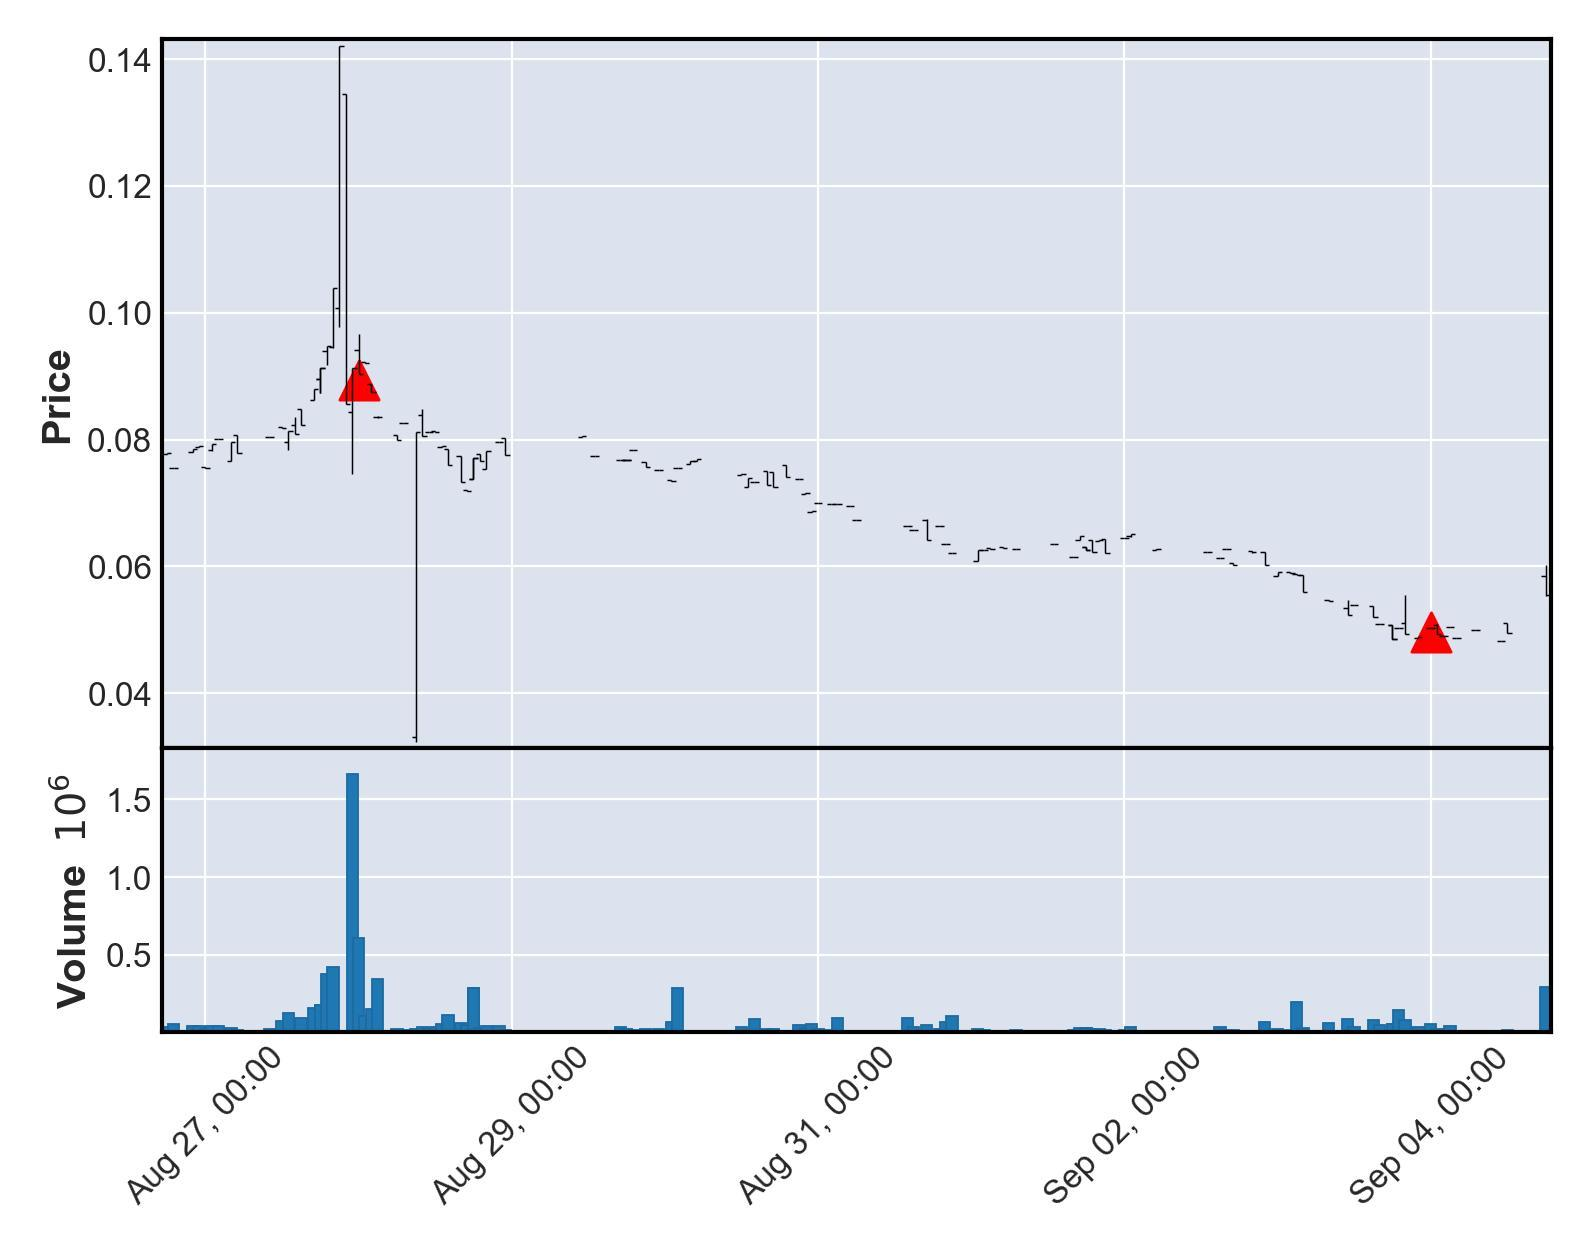 0.14
0.12
0.10
0.08
0.06
0.04
Price
1.5
1.0
0.5
Volume 10⁶
Aug 27, 00:00
Aug 29, 00:00
Aug 31, 00:00
Sep 02, 00:00
Sep 04, 00:00